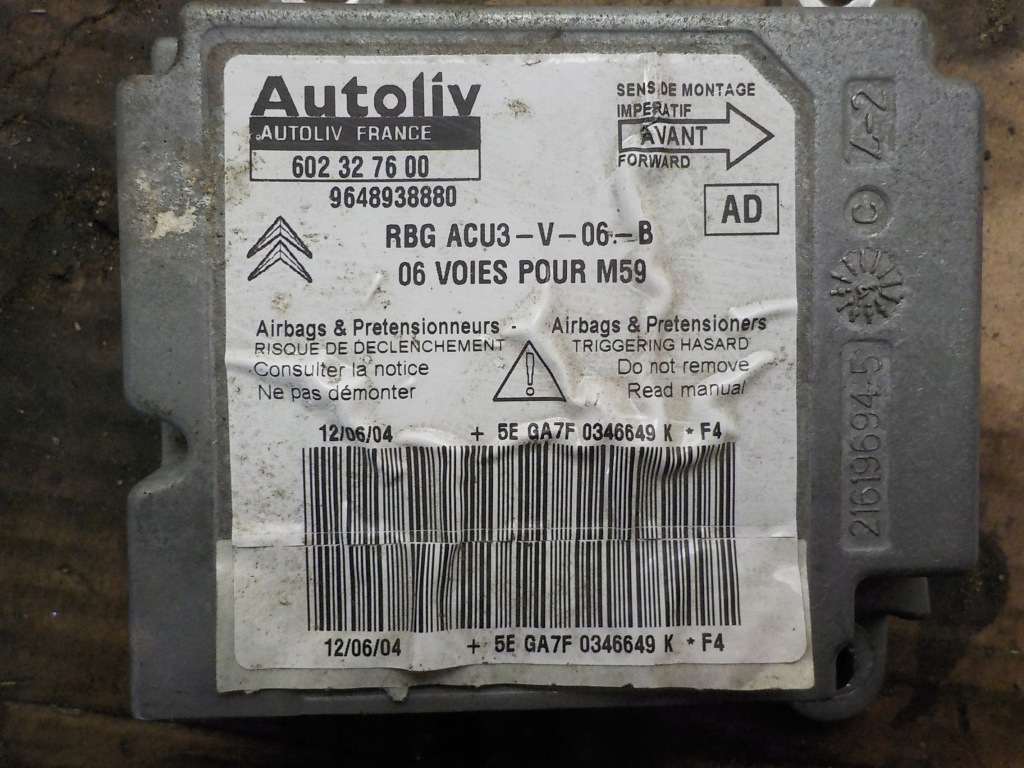 Autoliv
AUTOLIV FRANCE
602 32 76 00
9648938880
SENS DE MONTAGE
IMPERATIF
AVANT
FORWARD
AD
RBG ACU3-V-06-B
06 VOIES POUR M59
Airbags & Pretensionneurs - Airbags & Pretensioners
RISQUE DE DECLENCHEMENT TRIGGERING HASARD
Consulter la notice Do not remove
Ne pas démonter Read manual
12/06/04 + 5E GA7F 0346649 K * F4
12/06/04 + 5E GA7F 0346649 K * F4
21619694-5
C